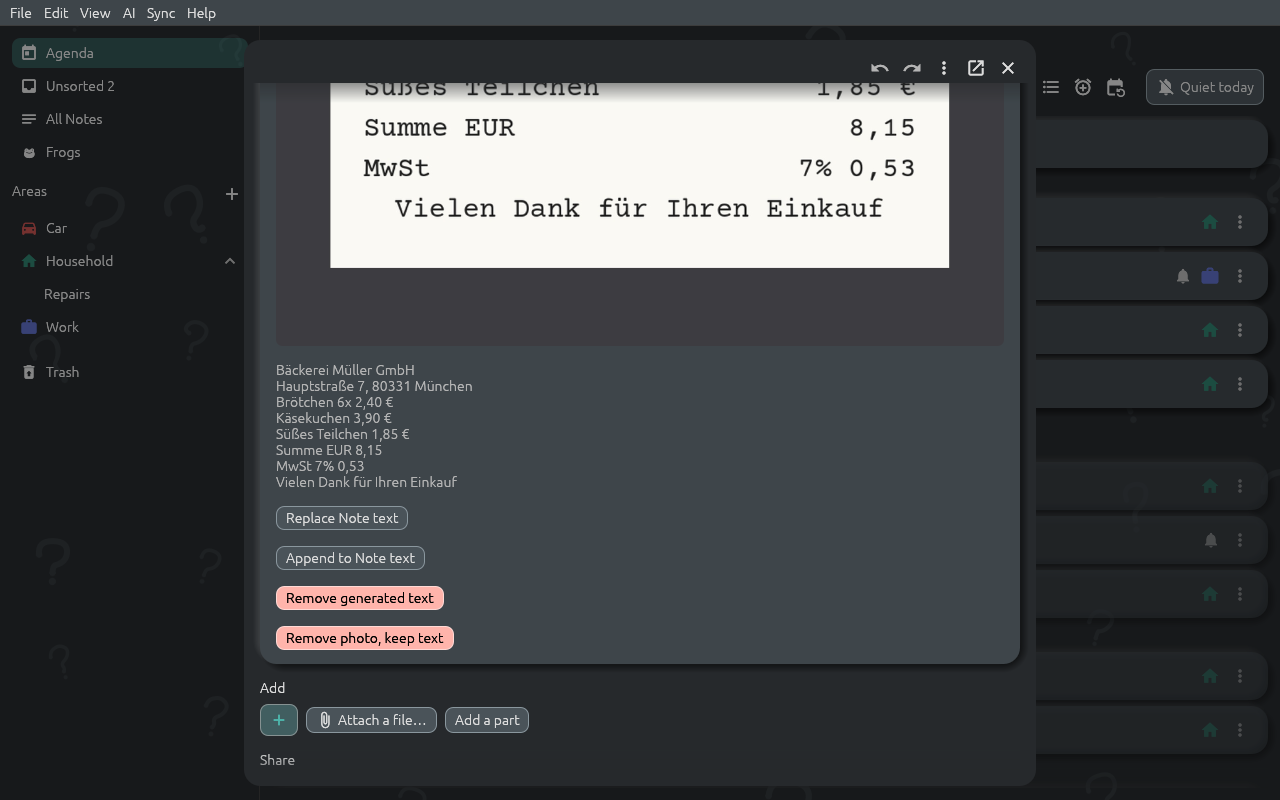 File Edit View AI Sync Help
Agenda
Unsorted 2
All Notes
Frogs
Areas
Car
Household
Repairs
Work
Trash
Quiet today
Süßes Teilchen 1,85 €
Summe EUR 8,15
MwSt 7% 0,53
Vielen Dank für Ihren Einkauf
Bäckerei Müller GmbH
Hauptstraße 7, 80331 München
Brötchen 6x 2,40 €
Käsekuchen 3,90 €
Süßes Teilchen 1,85 €
Summe EUR 8,15
MwSt 7% 0,53
Vielen Dank für Ihren Einkauf
Replace Note text
Append to Note text
Remove generated text
Remove photo, keep text
Add
Attach a file...
Add a part
Share